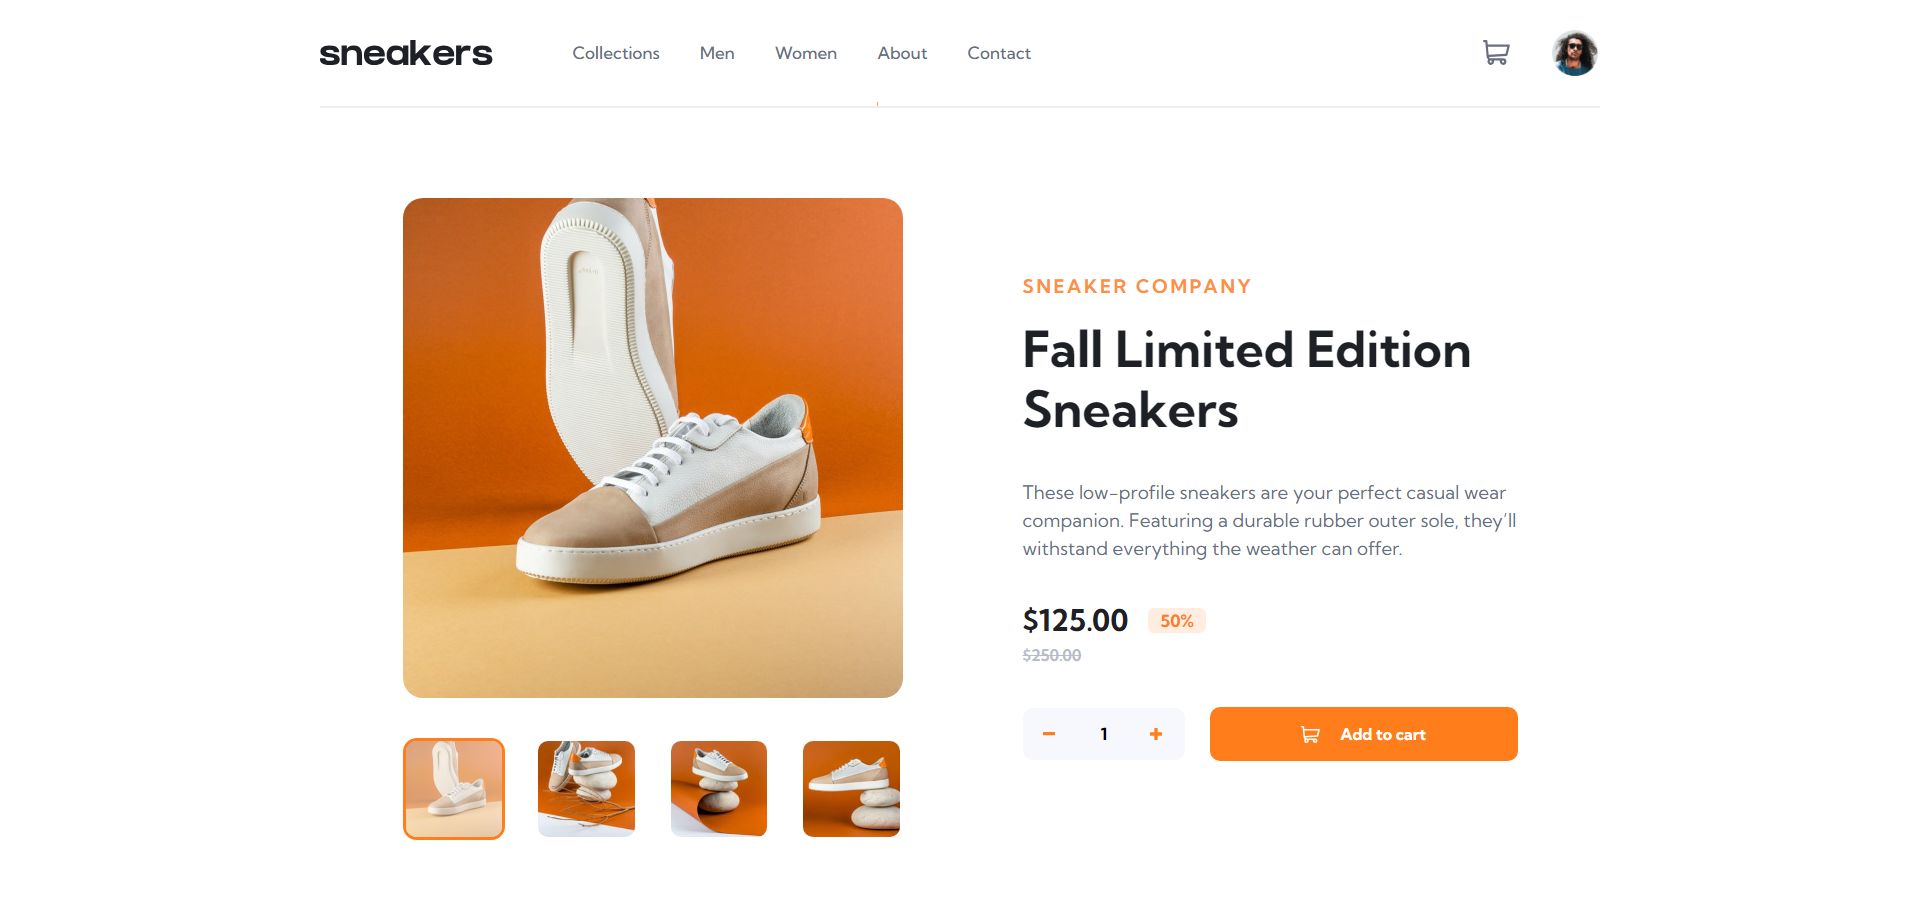 sneakers
Collections
Men
Women
About
Contact
SNEAKER COMPANY
Fall Limited Edition
Sneakers
These low-profile sneakers are your perfect casual wear
companion. Featuring a durable rubber outer sole, they’ll
withstand everything the weather can offer.
$125.00
50%
$250.00
1
Add to cart